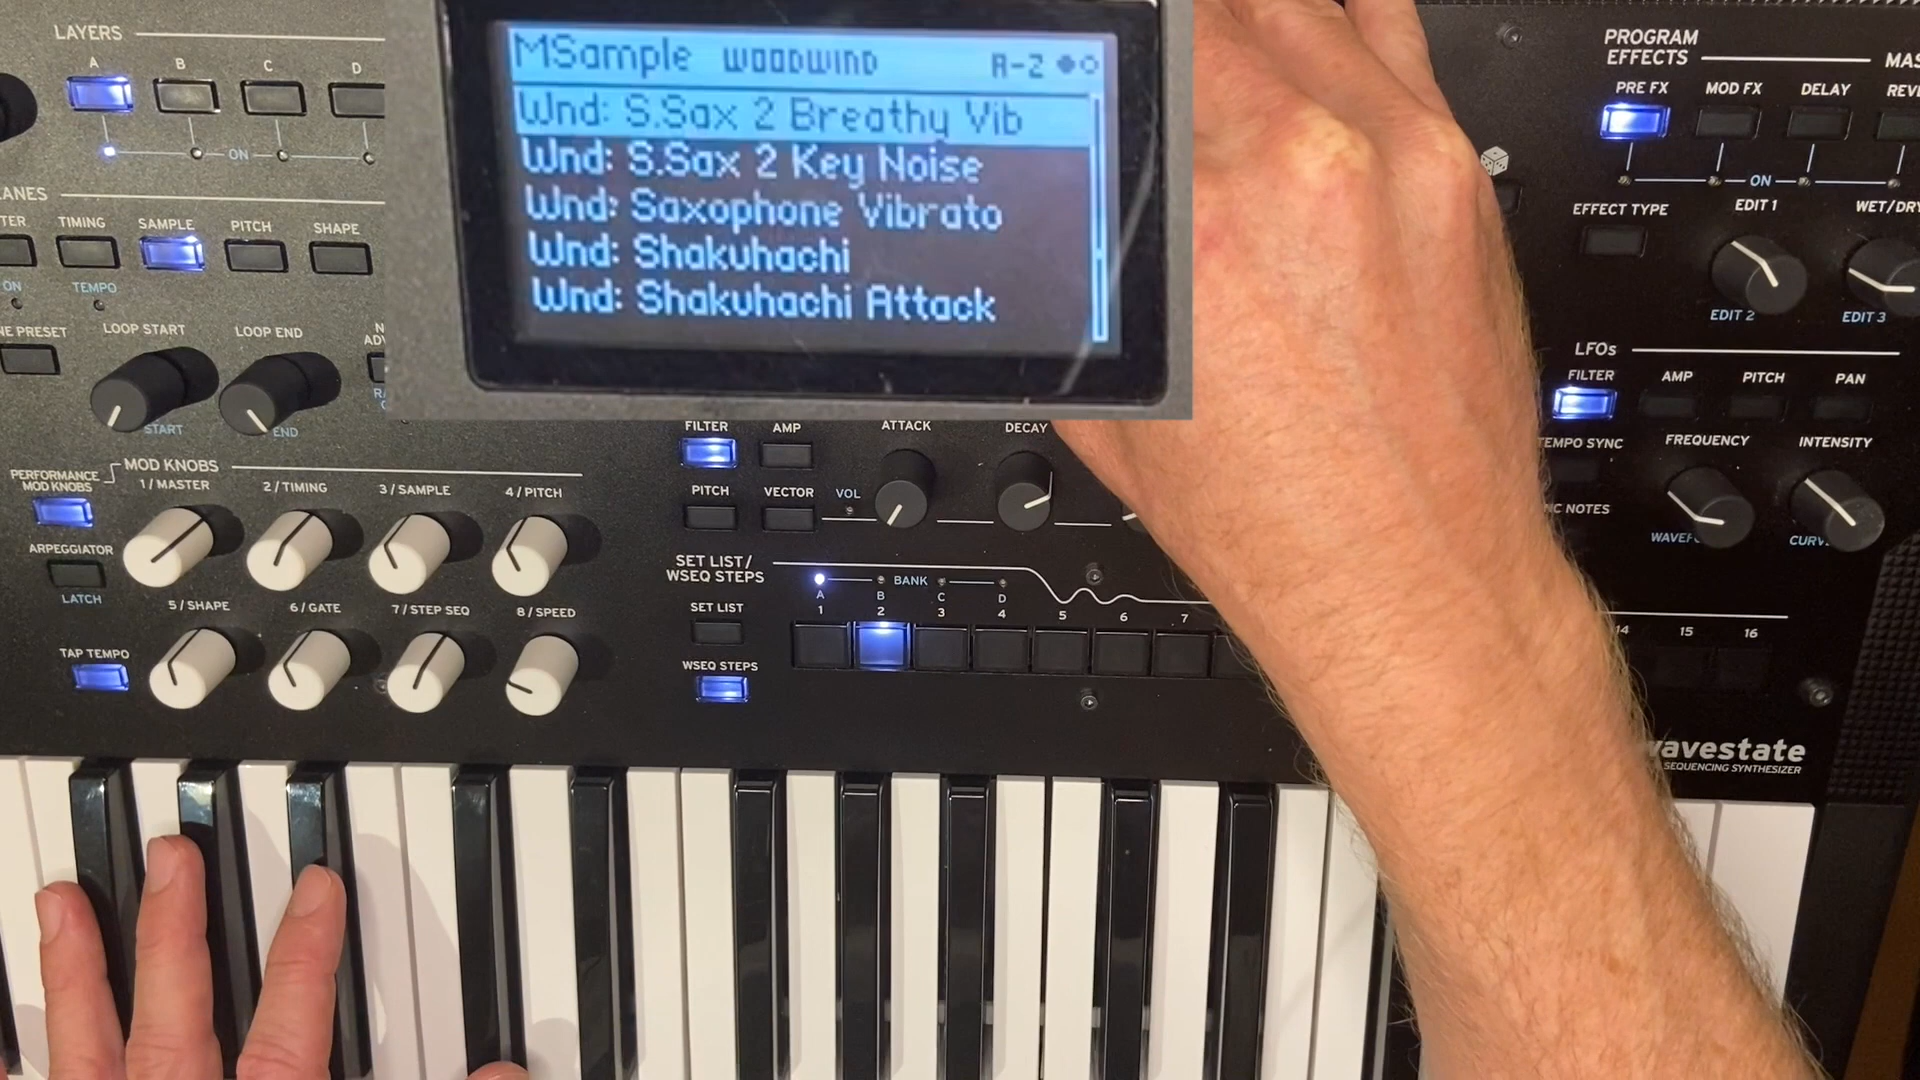 LAYERS
A B C D
ON
TIMING SAMPLE PITCH SHAPE
ON TEMPO
LOOP START LOOP END
START END
PERFORMANCE
MOD KNOBS
MOD KNOBS
1/MASTER 2/TIMING 3/SAMPLE 4/PITCH
ARPEGGIATOR
LATCH
5/SHAPE 6/GATE 7/STEP SEQ 8/SPEED
TAP TEMPO
MSample WOODWIND A-Z
Wnd: S.Sax 2 Breathy Vib
Wnd: S.Sax 2 Key Noise
Wnd: Saxophone Vibrato
Wnd: Shakuhachi
Wnd: Shakuhachi Attack
FILTER AMP ATTACK DECAY
PITCH VECTOR VOL
SET LIST/
WSEQ STEPS
BANK
A B C D
1 2 3 4 5 6 7
SET LIST
WSEQ STEPS
14 15 16
PROGRAM
EFFECTS
PRE FX MOD FX DELAY
ON
EFFECT TYPE EDIT 1 WET/DRY
EDIT 2 EDIT 3
LFOs
FILTER AMP PITCH PAN
TEMPO SYNC FREQUENCY INTENSITY
NOTES
wavestate
SEQUENCING SYNTHESIZER